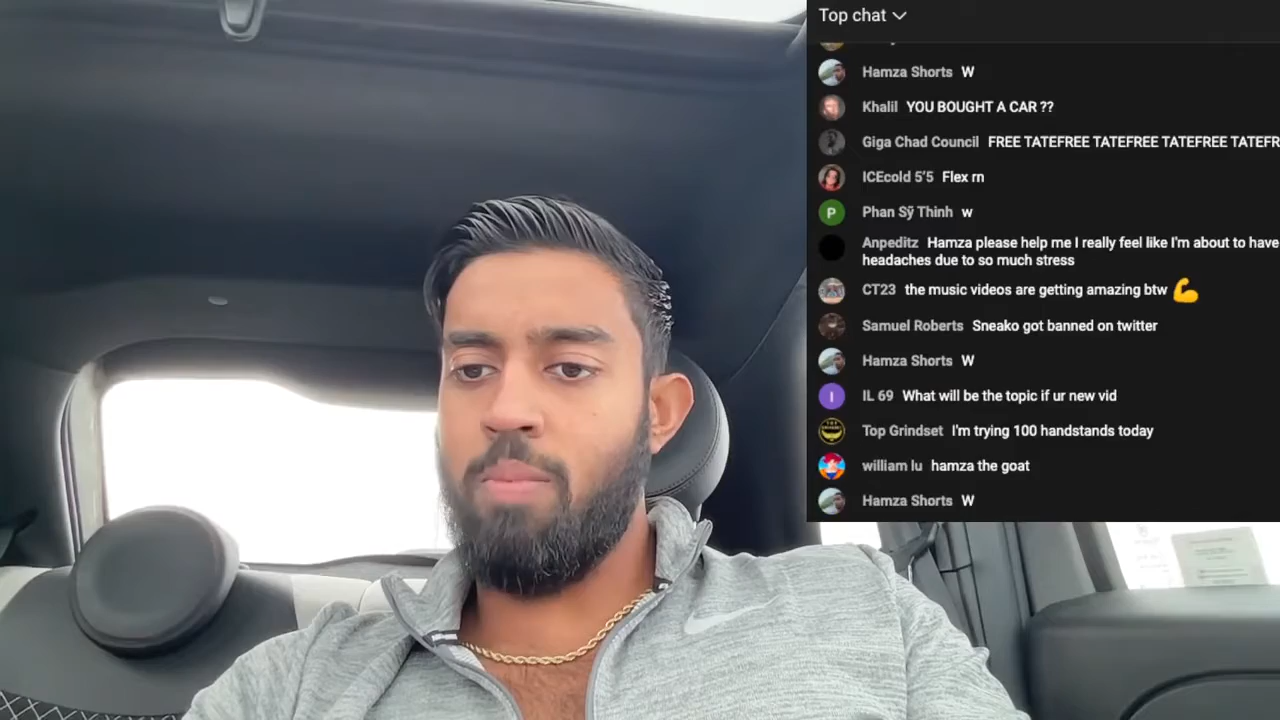 Top chat
Hamza Shorts W
Khalil YOU BOUGHT A CAR ??
Giga Chad Council FREE TATEFREE TATEFREE TATEFREE TATEFR
ICEcold 5'5 Flex rn
P
Phan Sỹ Thinh w
Anpeditz Hamza please help me I really feel like I'm about to have
headaches due to so much stress
CT23 the music videos are getting amazing btw 💪
Samuel Roberts Sneako got banned on twitter
Hamza Shorts W
I
IL 69 What will be the topic if ur new vid
Top Grindset I'm trying 100 handstands today
william lu hamza the goat
Hamza Shorts W